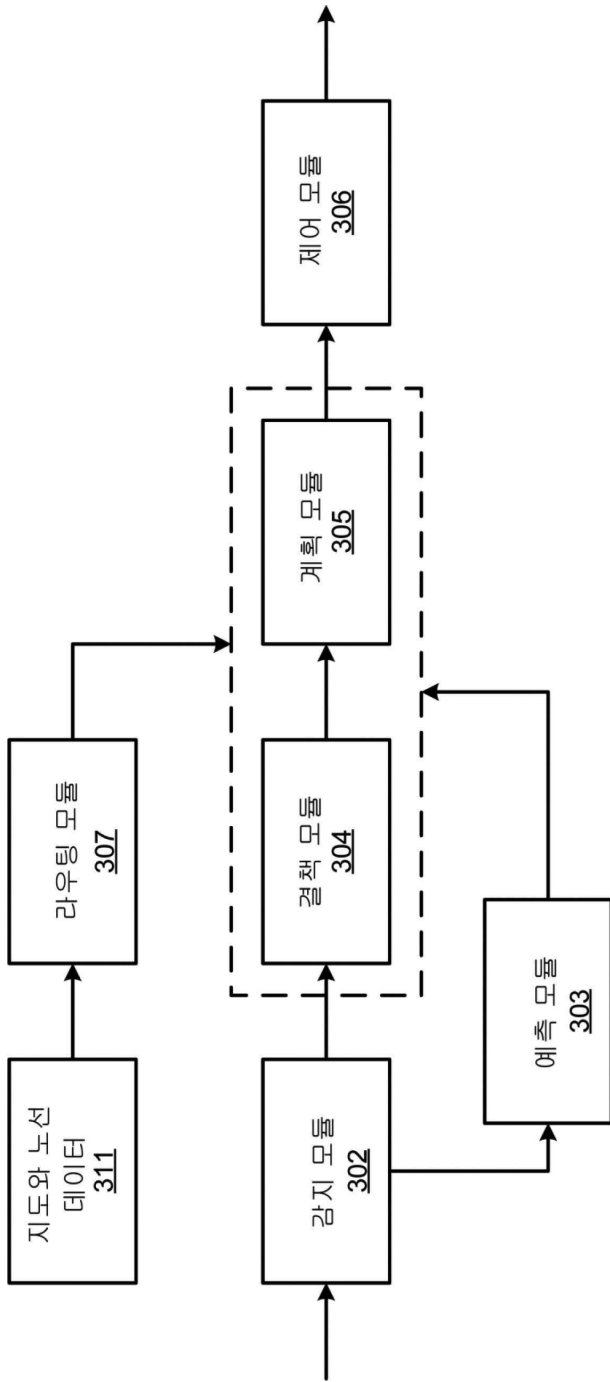 지도와 노선
데이터
311
라우팅 모듈
307
감지 모듈
302
결책 모듈
304
계획 모듈
305
제어 모듈
306
예측 모듈
303